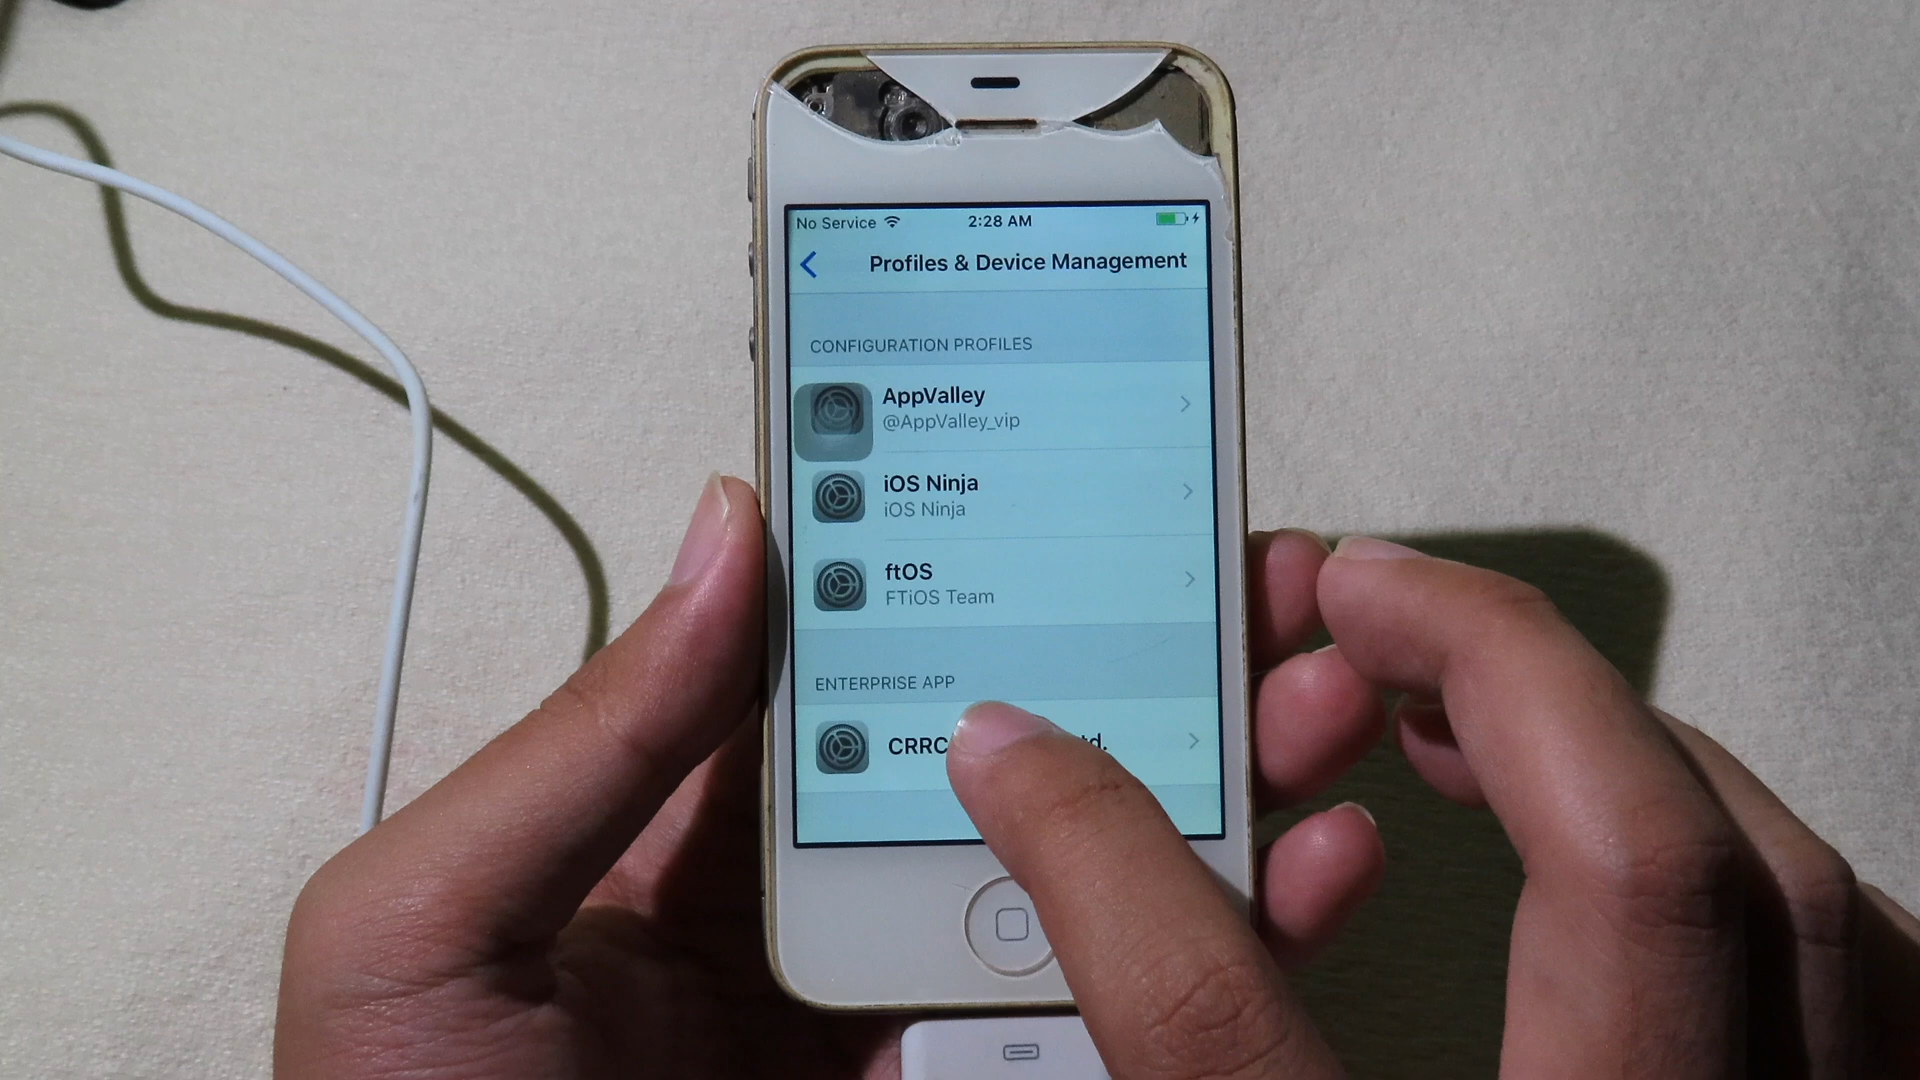 No Service 2:28 AM
Profiles & Device Management
CONFIGURATION PROFILES
AppValley
@AppValley_vip
iOS Ninja
iOS Ninja
ftOS
FTiOS Team
ENTERPRISE APP
CRRC td.